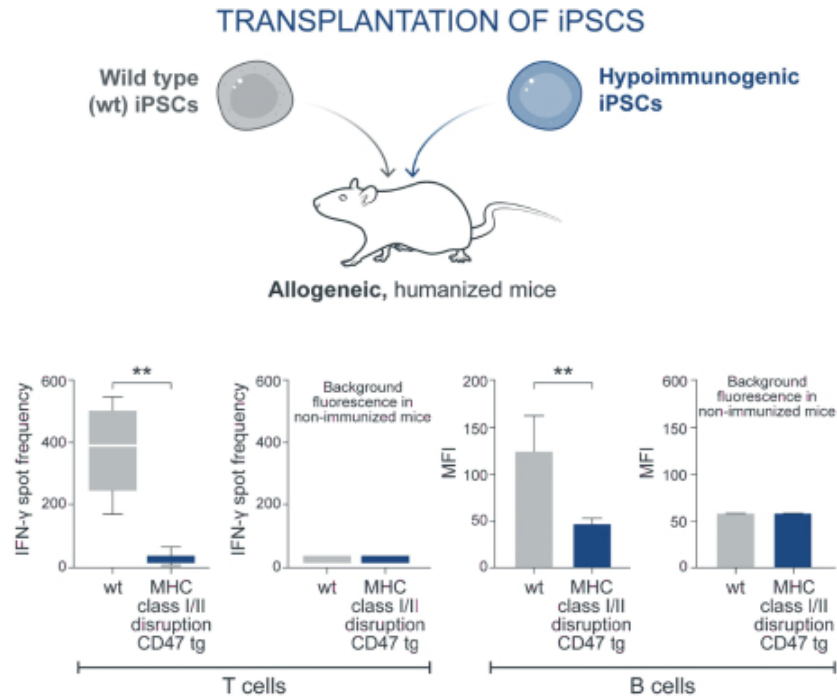 TRANSPLANTATION OF iPSCS
Wild type
(wt) iPSCs
Hypoimmunogenic
iPSCs
Allogeneic, humanized mice
IFN-γ spot frequency
600
400
200
0
**
wt
MHC
class I/II
disruption
CD47 tg
IFN-γ spot frequency
600
400
200
0
Background
fluorescence in
non-immunized mice
wt
MHC
class I/II
disruption
CD47 tg
T cells
MFI
200
150
100
50
0
**
wt
MHC
class I/II
disruption
CD47 tg
MFI
600
150
100
50
0
Background
fluorescence in
non-immunized mice
wt
MHC
class I/II
disruption
CD47 tg
B cells